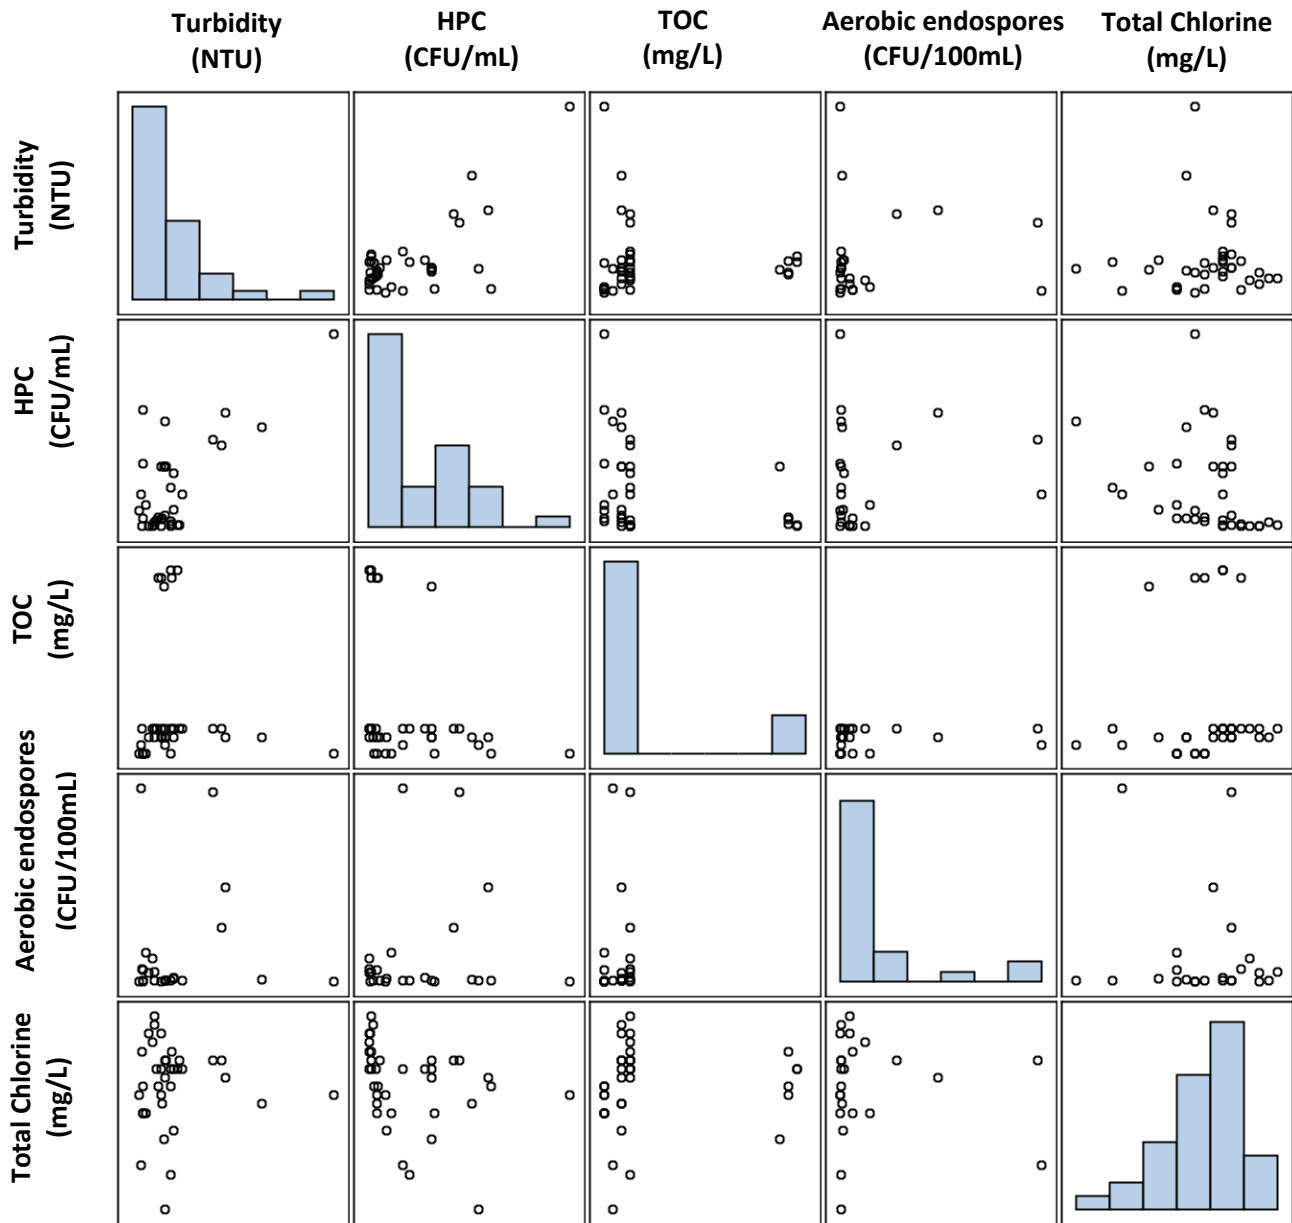 Turbidity
(NTU)
HPC
(CFU/mL)
TOC
(mg/L)
Aerobic endospores
(CFU/100mL)
Total Chlorine
(mg/L)
Turbidity
(NTU)
HPC
(CFU/mL)
TOC
(mg/L)
Aerobic endospores
(CFU/100mL)
Total Chlorine
(mg/L)